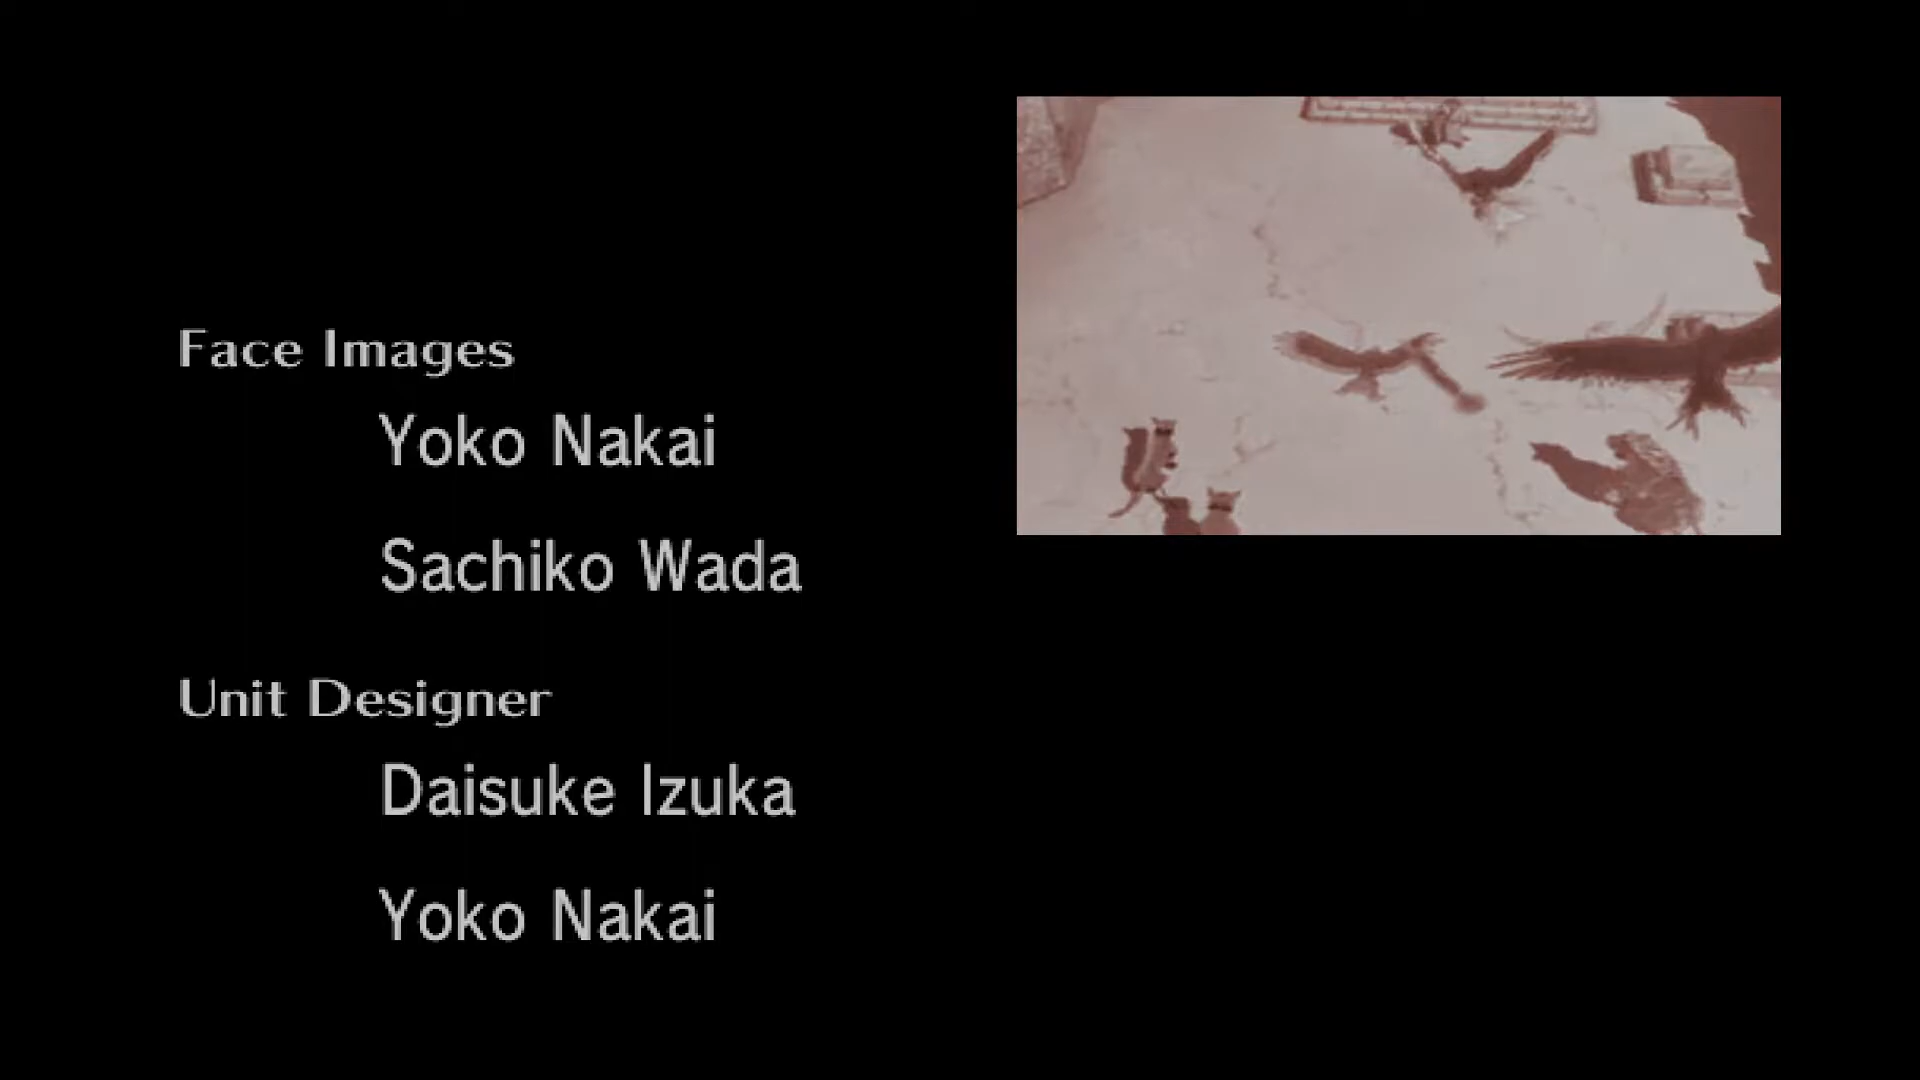 Face Images
Yoko Nakai
Sachiko Wada
Unit Designer
Daisuke Izuka
Yoko Nakai